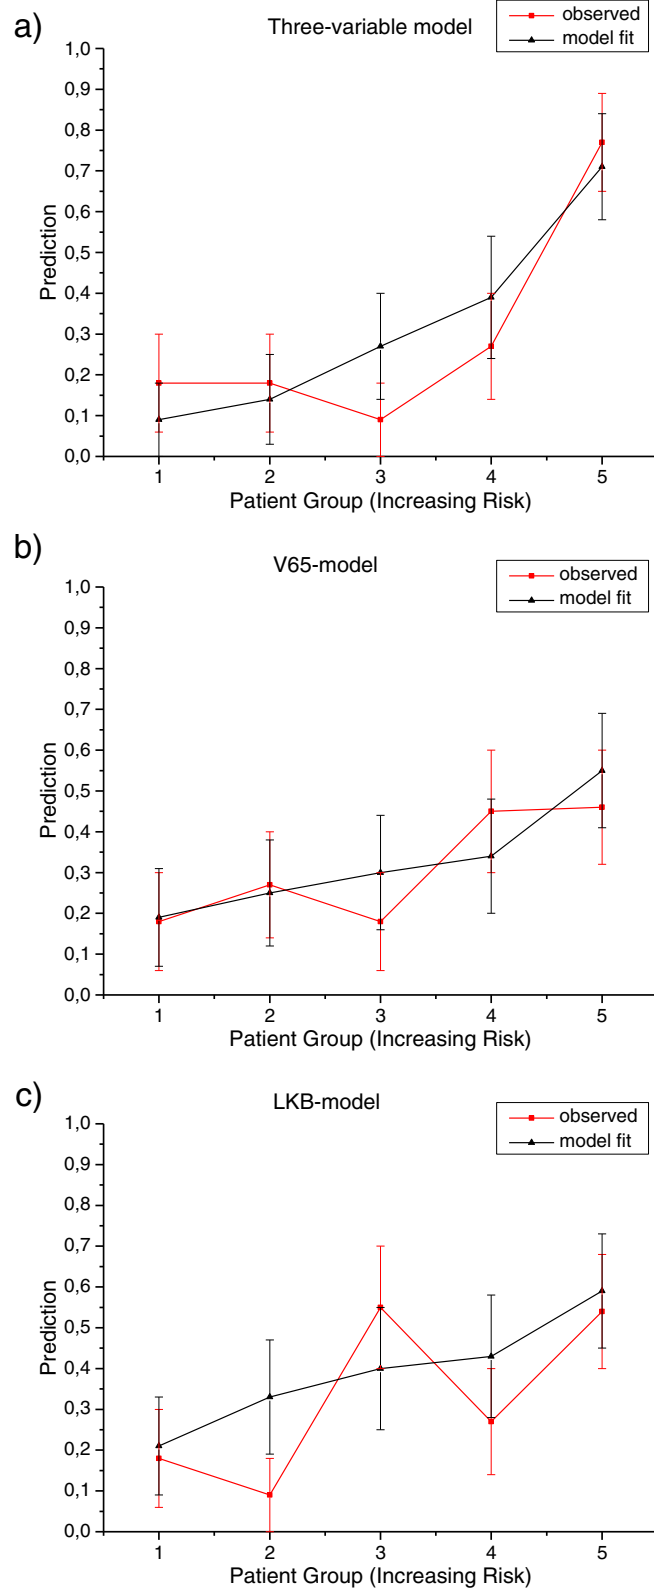 a)
Three-variable model
observed
model fit
1,0
0,9
0,8
0,7
0,6
0,5
0,4
0,3
0,2
0,1
0,0
Prediction
1 2 3 4 5
Patient Group (Increasing Risk)
b)
V65-model
observed
model fit
1,0
0,9
0,8
0,7
0,6
0,5
0,4
0,3
0,2
0,1
0,0
Prediction
1 2 3 4 5
Patient Group (Increasing Risk)
c)
LKB-model
observed
model fit
1,0
0,9
0,8
0,7
0,6
0,5
0,4
0,3
0,2
0,1
0,0
Prediction
1 2 3 4 5
Patient Group (Increasing Risk)